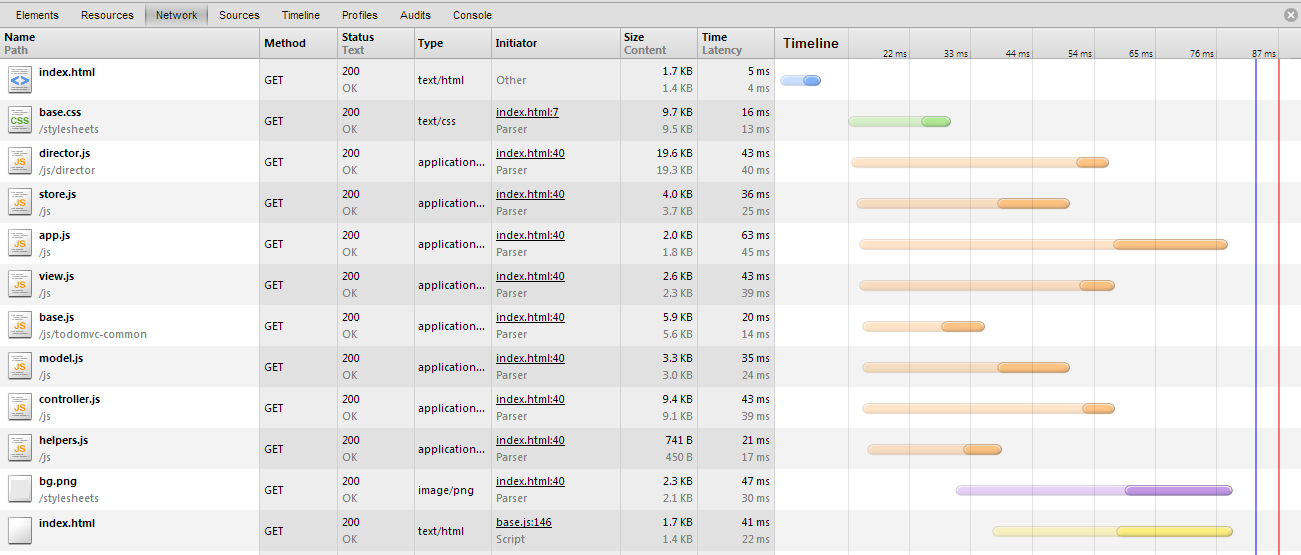 Elements Resources Network Sources Timeline Profiles Audits Console
Name Method Status Type Initiator Size Time Timeline
Path Text Content Latency 22 ms 33 ms 44 ms 54 ms 65 ms 76 ms 87 ms
index.html GET 200 text/html Other 1.7 KB 5 ms
<> OK 1.4 KB 4 ms
base.css GET 200 text/css index.html:7 9.7 KB 16 ms
CSS /stylesheets OK Parser 9.5 KB 13 ms
director.js GET 200 application... index.html:40 19.6 KB 43 ms
JS /js/director OK Parser 19.3 KB 40 ms
store.js GET 200 application... index.html:40 4.0 KB 36 ms
JS /js OK Parser 3.7 KB 25 ms
app.js GET 200 application... index.html:40 2.0 KB 63 ms
JS /js OK Parser 1.8 KB 45 ms
view.js GET 200 application... index.html:40 2.6 KB 43 ms
JS /js OK Parser 2.3 KB 39 ms
base.js GET 200 application... index.html:40 5.9 KB 20 ms
JS /js/todomvc-common OK Parser 5.6 KB 14 ms
model.js GET 200 application... index.html:40 3.3 KB 35 ms
JS /js OK Parser 3.0 KB 24 ms
controller.js GET 200 application... index.html:40 9.4 KB 43 ms
JS /js OK Parser 9.1 KB 39 ms
helpers.js GET 200 application... index.html:40 741 B 21 ms
JS /js OK Parser 450 B 17 ms
bg.png GET 200 image/png index.html:40 2.3 KB 47 ms
/stylesheets OK Parser 2.1 KB 30 ms
index.html GET 200 text/html base.js:146 1.7 KB 41 ms
OK Script 1.4 KB 22 ms